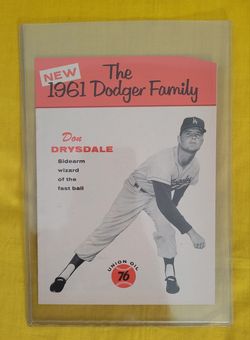 NEW
The
1961 Dodger Family
Don
DRYSDALE
Sidearm
wizard
of the
fast ball
UNION OIL
76